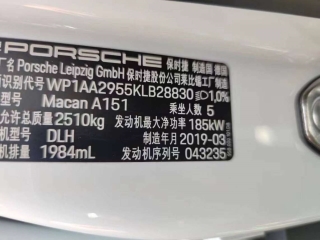 PORSCHE 保时捷 制造国 德国
厂名 Porsche Leipzig GmbH 保时捷股份公司莱比锡工厂制造
识别代号 WP1AA2955KLB28830 1,0%
型号 Macan A151 乘坐人数 5
允许总质量 2510kg 发动机最大净功率 185kW
机型号 DLH 制造年月 2019-03
机排量 1984mL 发动机序列号 043235